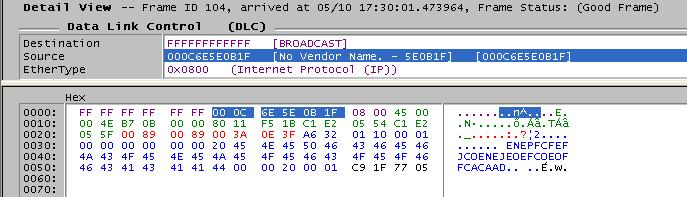 Detail View -- Frame ID 104, arrived at 05/10 17:30:01.473964, Frame Status: (Good Frame)
Data Link Control (DLC)
Destination FFFFFFFFFFFF [BROADCAST]
Source 000C6E5E0B1F [No Vendor Name. - 5E0B1F] [000C6E5E0B1F]
EtherType 0x0800 (Internet Protocol (IP))
Hex
0000: FF FF FF FF FF FF 00 0C 6E 5E 0B 1F 08 00 45 00 ........n^....E.
0010: 00 4E B7 0B 00 00 80 11 F5 1B C1 E2 05 54 C1 E2 .N·.....õ.Áâ.TÁâ
0020: 05 5F 00 89 00 89 00 3A 0E 3F A6 32 01 10 00 01 ._.....:.?¦2....
0030: 00 00 00 00 00 00 20 45 4E 45 50 46 43 46 45 46 ...... ENEPFCFEF
0040: 4A 43 4F 45 4E 45 4A 45 4F 45 46 43 4F 45 4F 46 JCOENEJEOEFCOEOF
0050: 46 43 41 43 41 41 44 00 00 20 00 01 C9 1F 77 05 FCACAAD.. ..É.w.
0060:
0070: